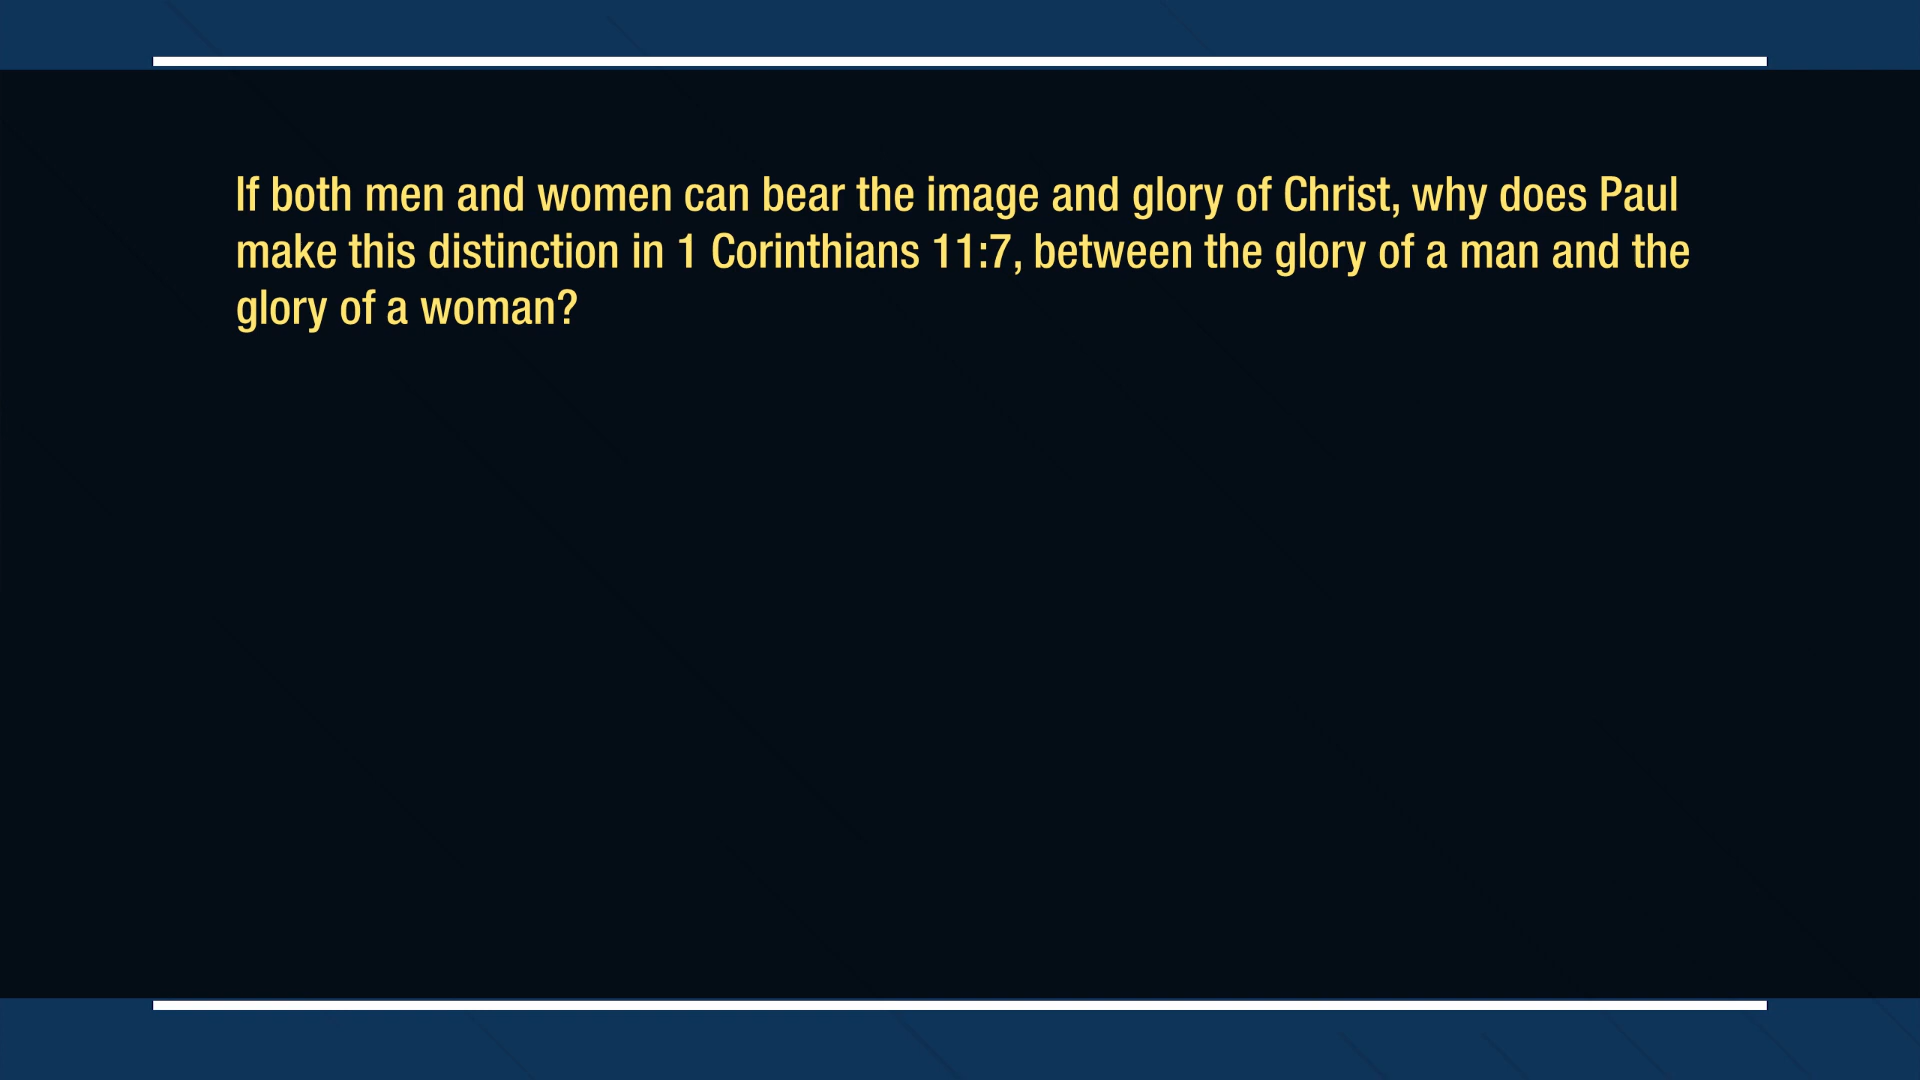 If both men and women can bear the image and glory of Christ, why does Paul
make this distinction in 1 Corinthians 11:7, between the glory of a man and the
glory of a woman?